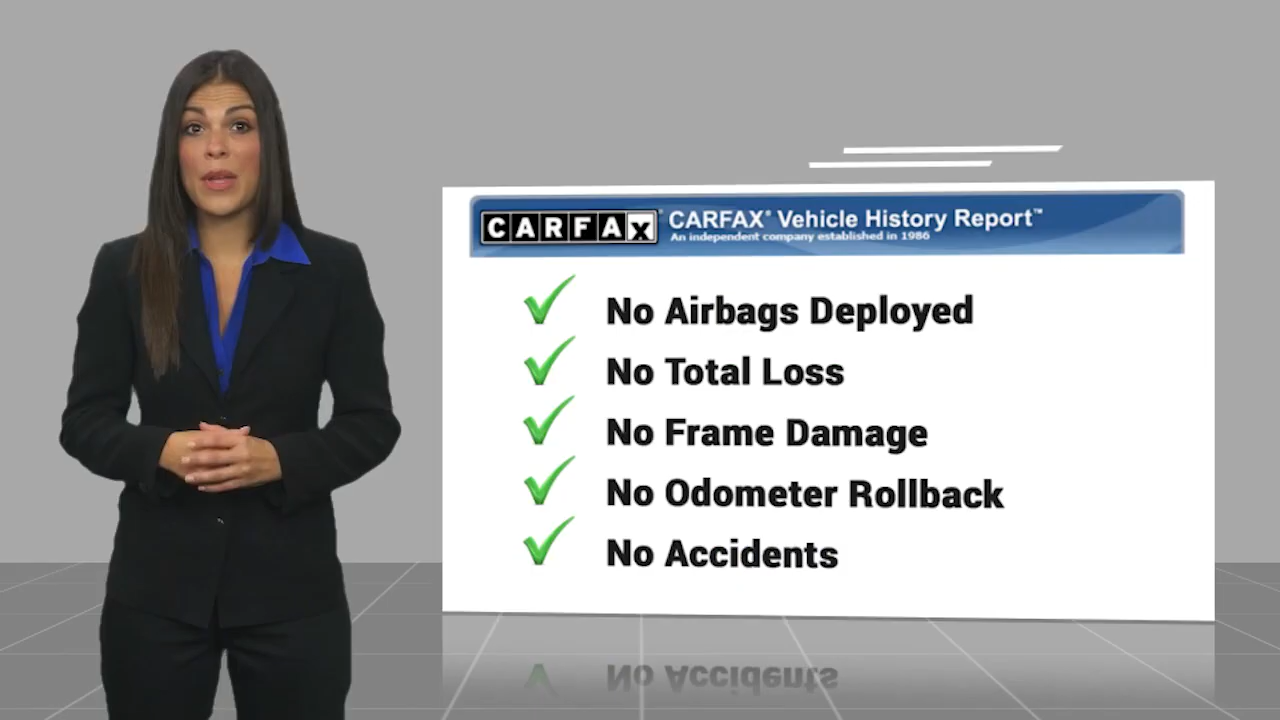 CARFAX® CARFAX® Vehicle History Report™
An independent company established in 1986
No Airbags Deployed
No Total Loss
No Frame Damage
No Odometer Rollback
No Accidents
No Accidents